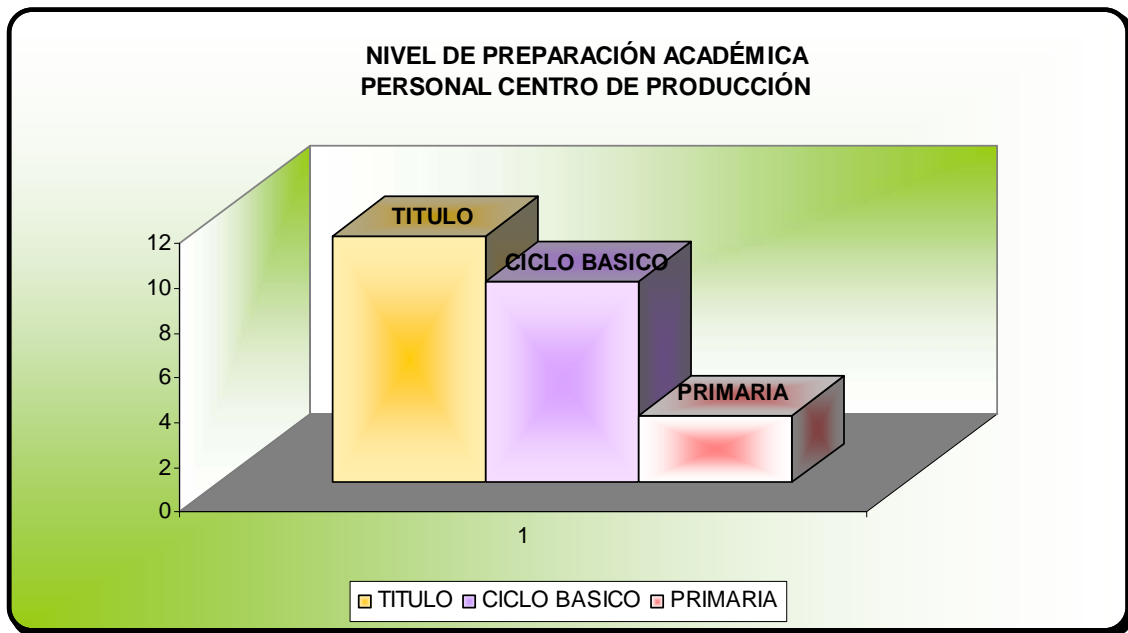 NIVEL DE PREPARACIÓN ACADÉMICA
PERSONAL CENTRO DE PRODUCCIÓN
TITULO
CICLO BASICO
PRIMARIA
12
10
8
6
4
2
0
1
TITULO CICLO BASICO PRIMARIA